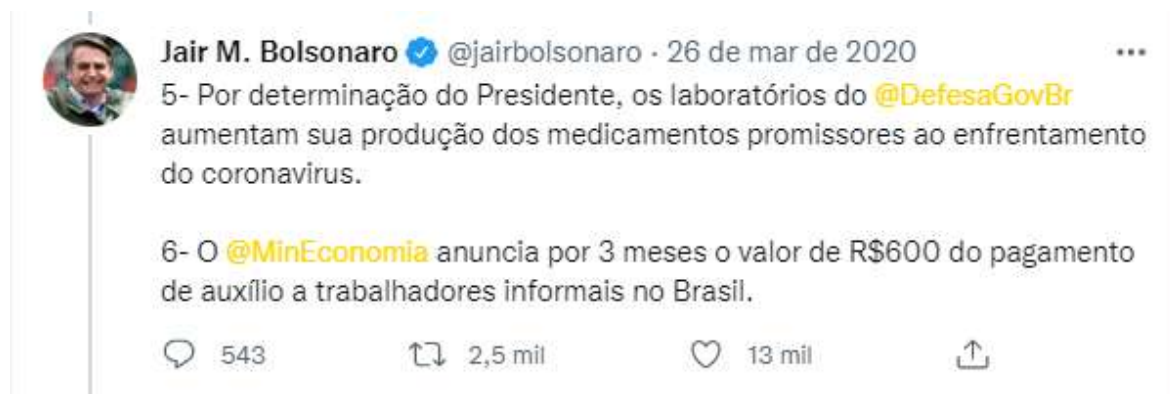 Jair M. Bolsonaro @jairbolsonaro · 26 de mar de 2020
5- Por determinação do Presidente, os laboratórios do @DefesaGovBr
aumentam sua produção dos medicamentos promissores ao enfrentamento
do coronavirus.
6- O @MinEconomia anuncia por 3 meses o valor de R$600 do pagamento
de auxílio a trabalhadores informais no Brasil.
543 2,5 mil 13 mil